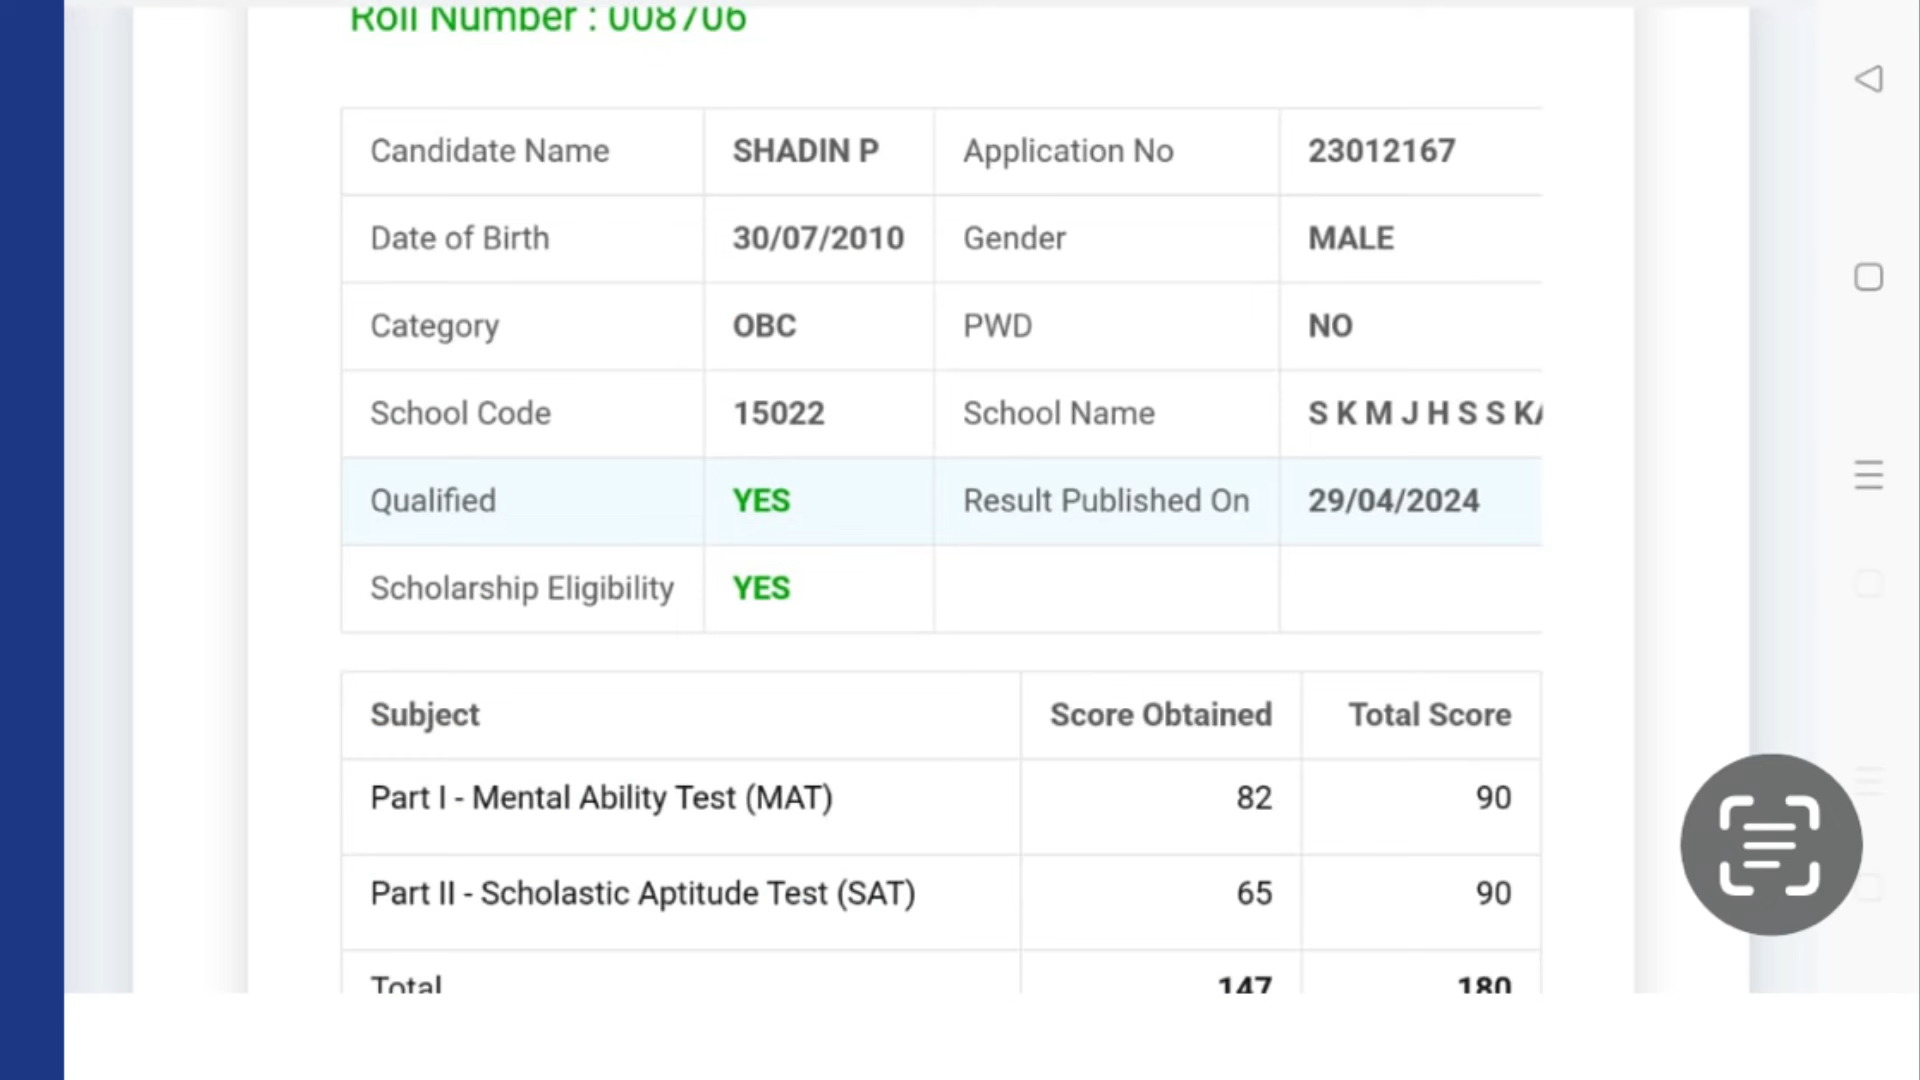 Roll Number : 008706
Candidate Name SHADIN P Application No 23012167
Date of Birth 30/07/2010 Gender MALE
Category OBC PWD NO
School Code 15022 School Name S K M J H S S
Qualified YES Result Published On 29/04/2024
Scholarship Eligibility YES
Subject Score Obtained Total Score
Part I - Mental Ability Test (MAT) 82 90
Part II - Scholastic Aptitude Test (SAT) 65 90
Total 147 180